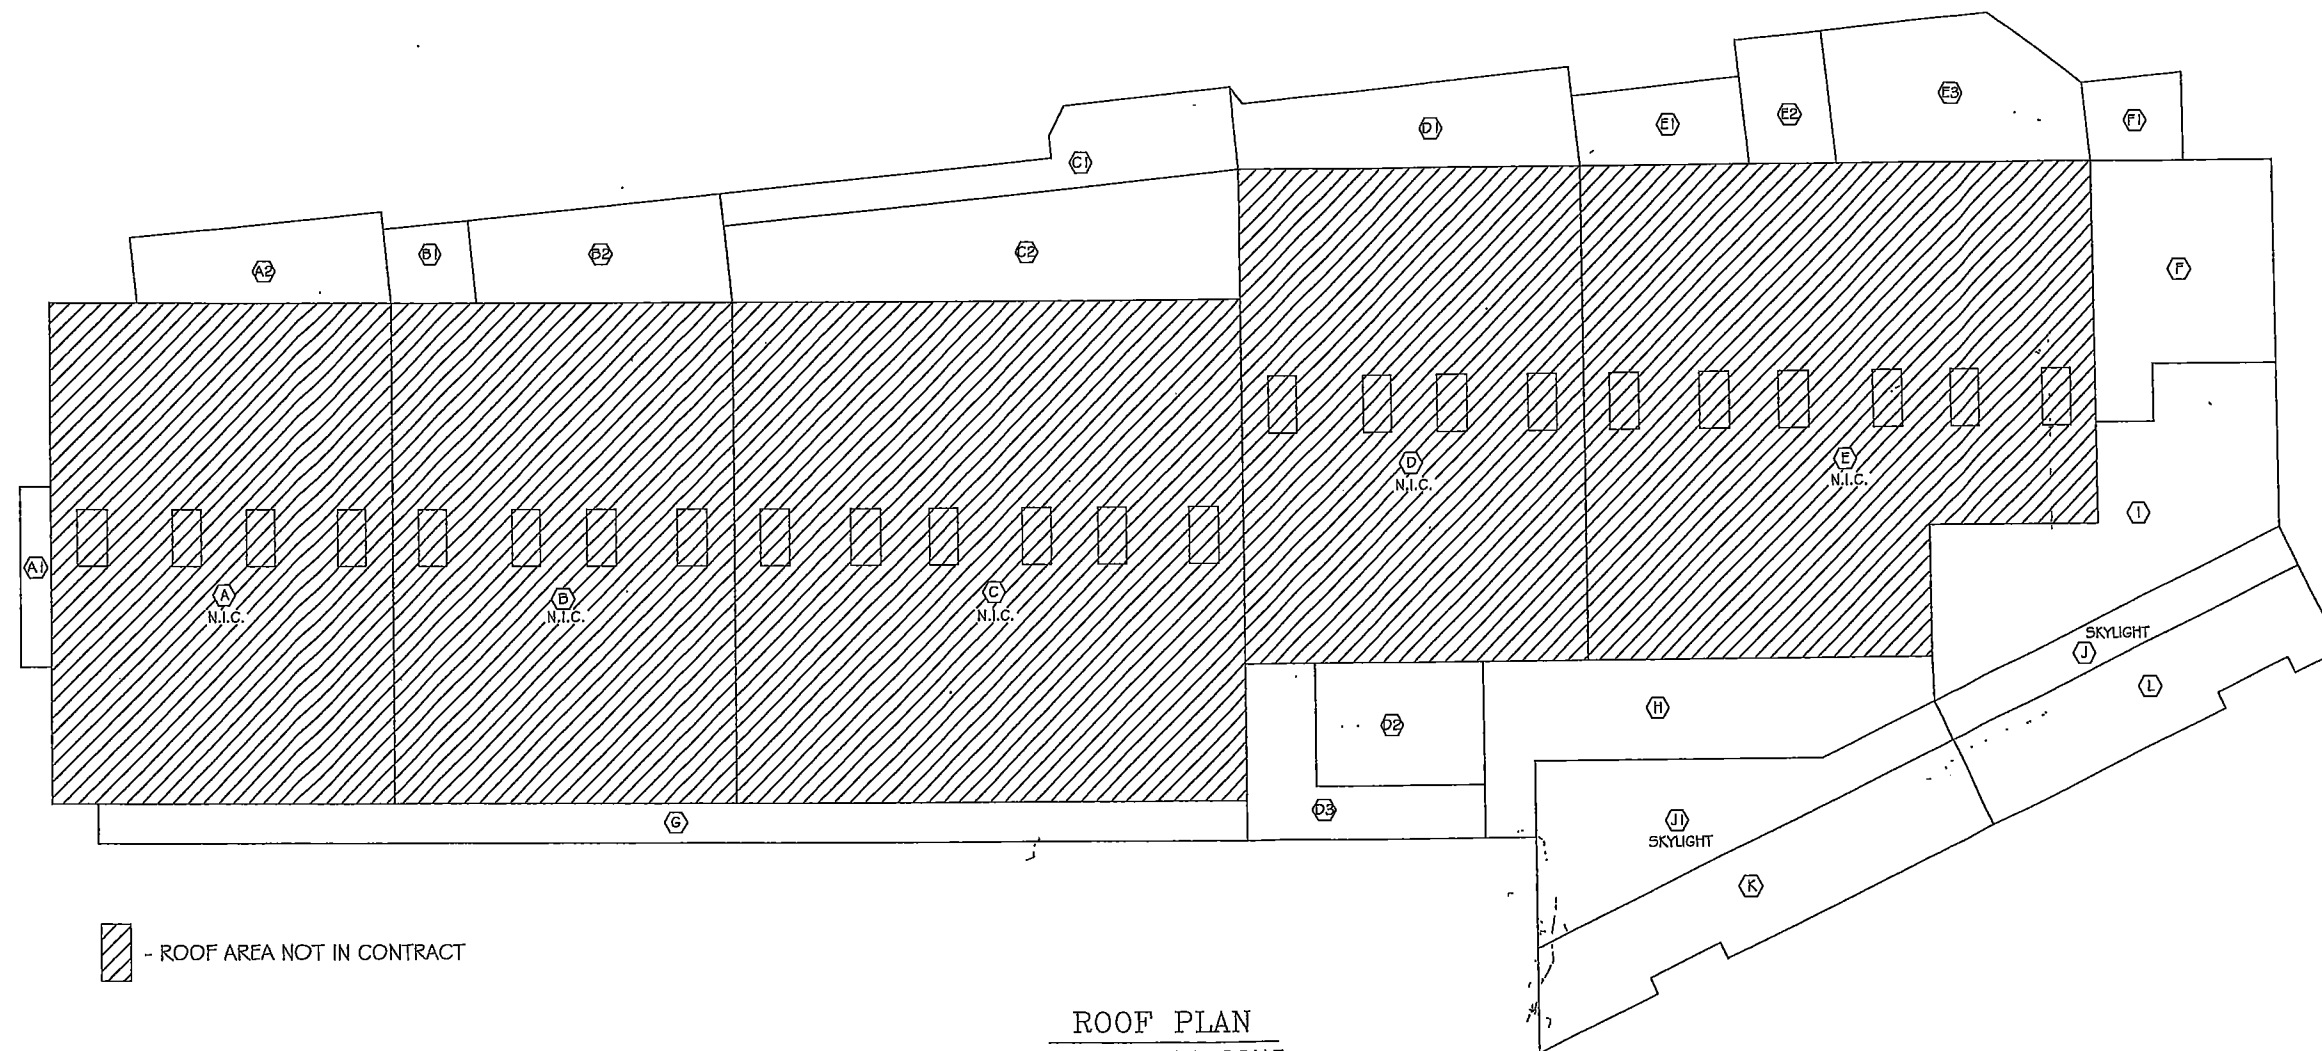 E3
E2
F1
E1
D1
C1
B1
B2
C2
A2
F
D
N.I.C.
E
N.I.C.
I
A1
A
N.I.C.
B
N.I.C.
C
N.I.C.
SKYLIGHT
J
L
H
D2
D3
G
J1
SKYLIGHT
K
- ROOF AREA NOT IN CONTRACT
ROOF PLAN